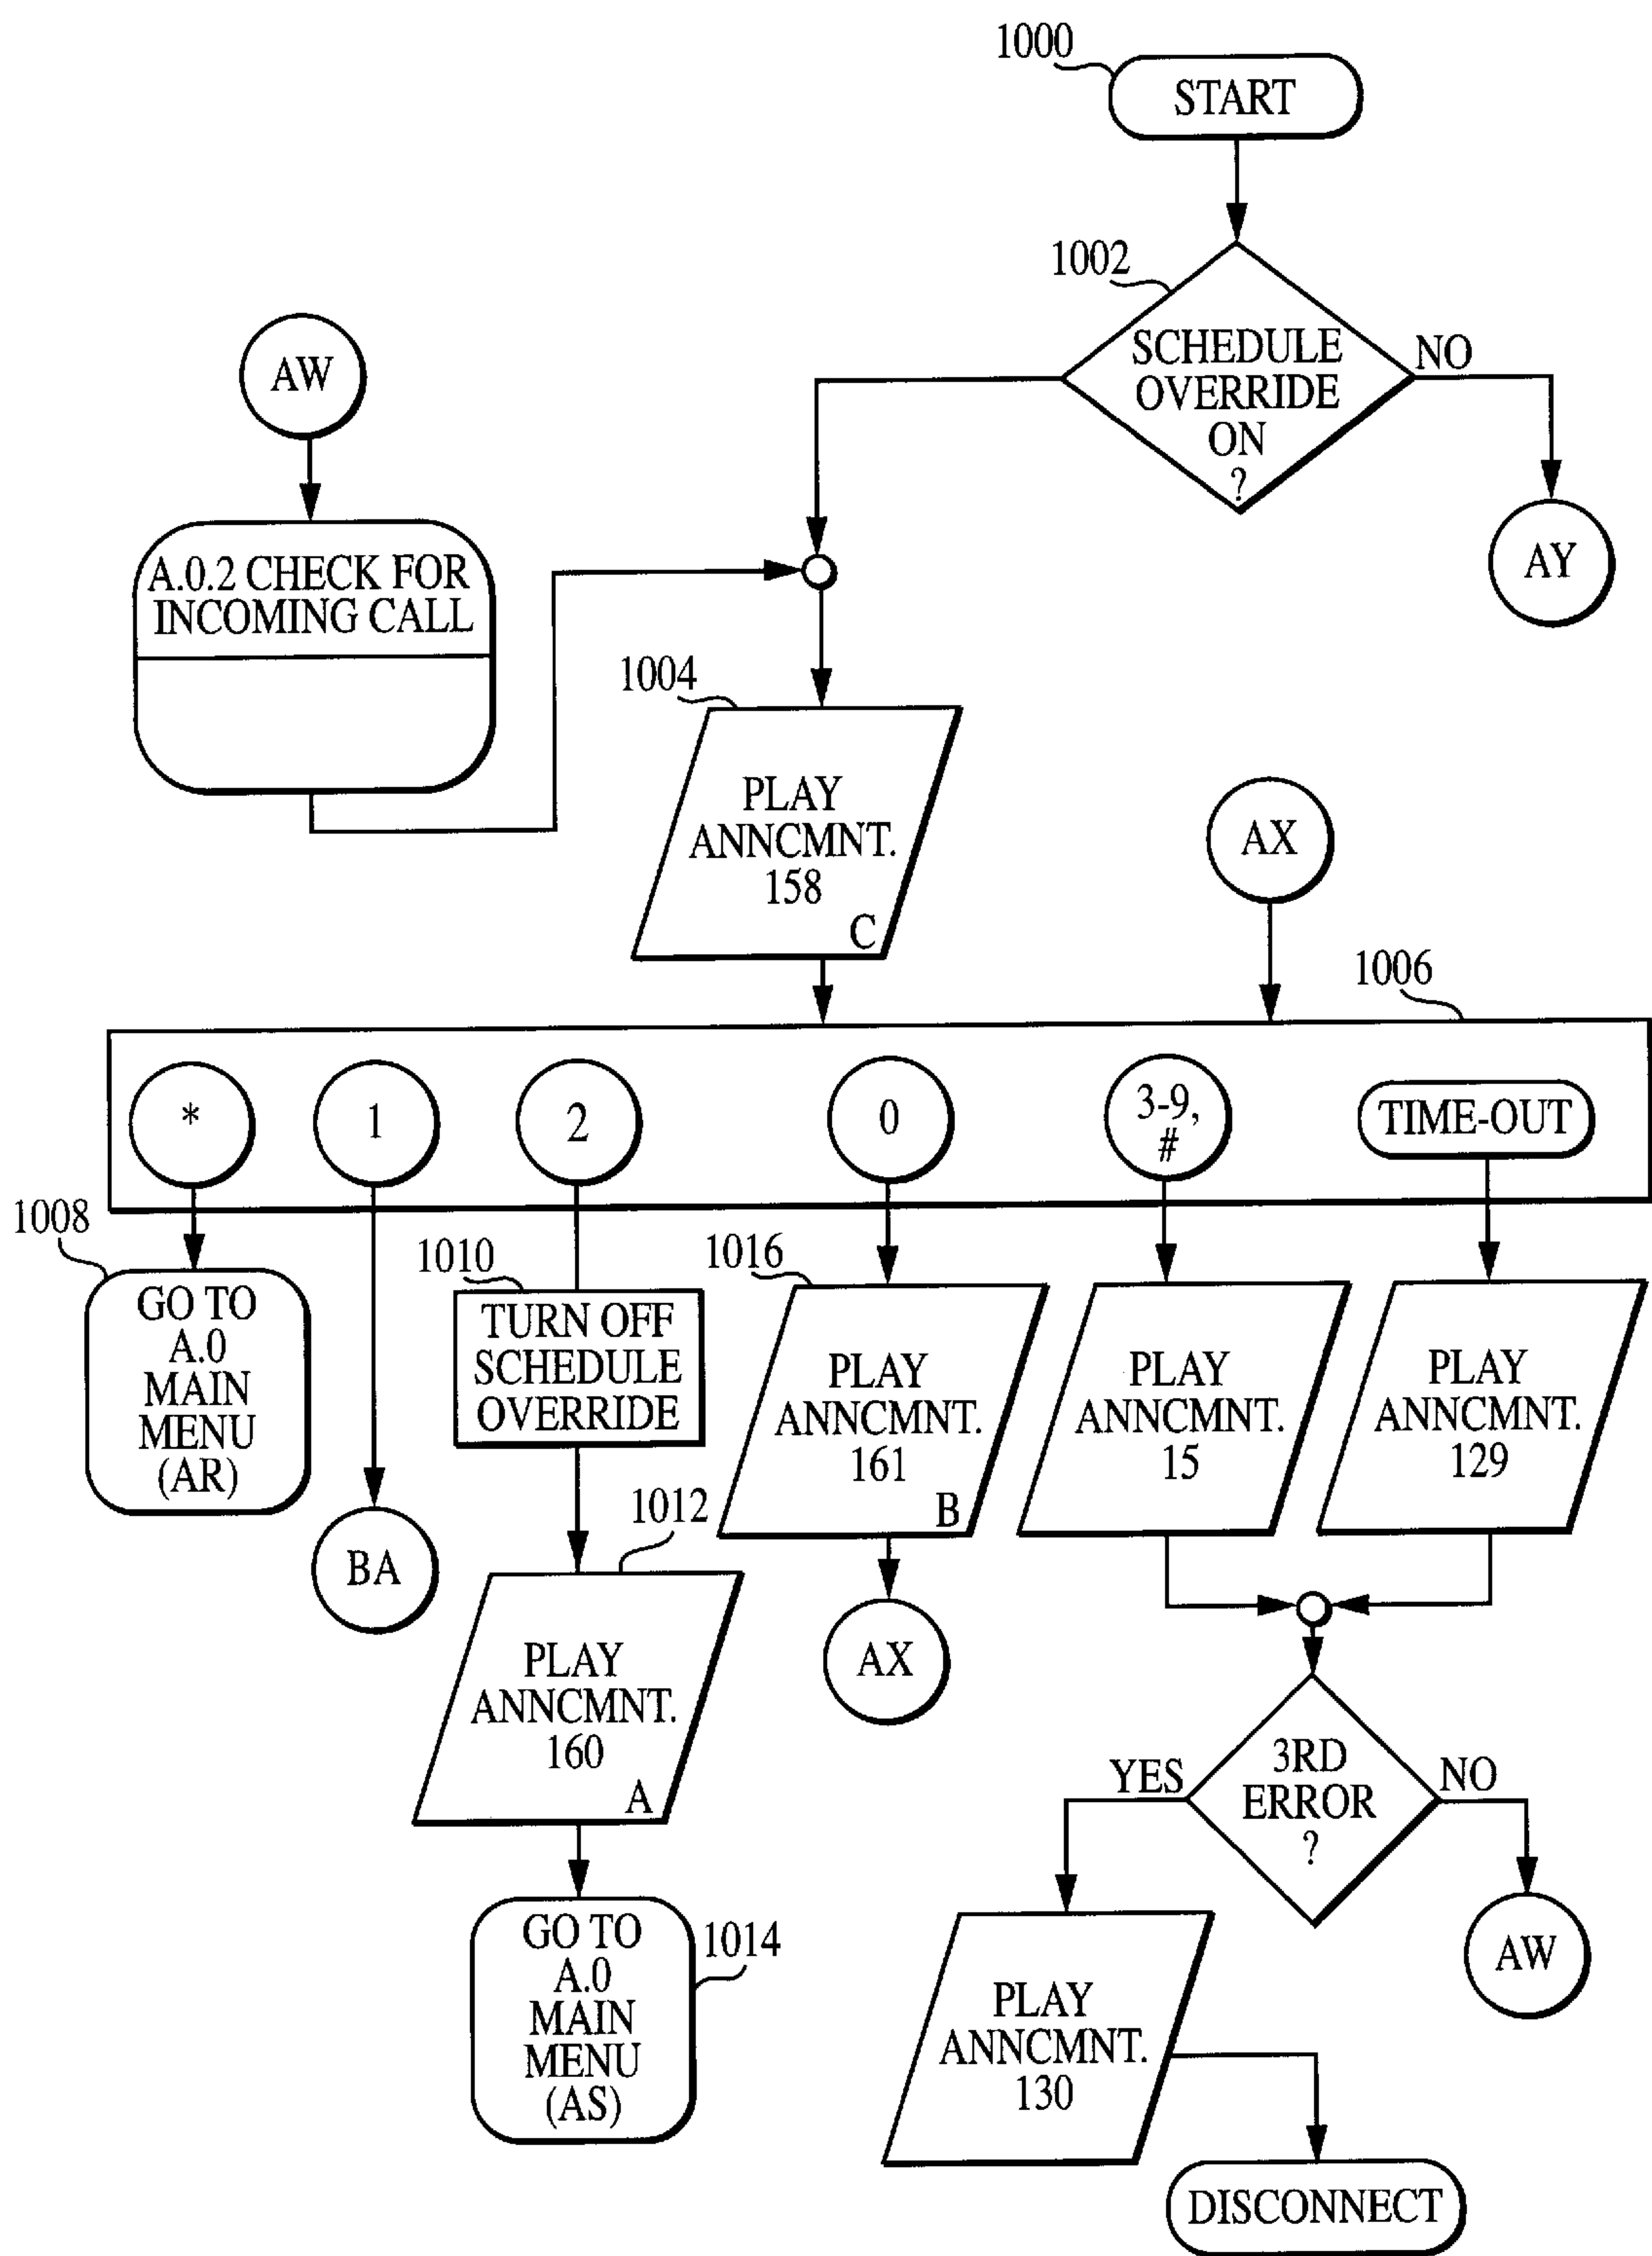 1000
START
1002
SCHEDULE
OVERRIDE
ON
?
NO
AW
AY
A.0.2 CHECK FOR
INCOMING CALL
1004
PLAY
ANNCMNT.
158
C
AX
1006
*
1
2
0
3-9,
#
TIME-OUT
1008
GO TO
A.0
MAIN
MENU
(AR)
BA
1010
TURN OFF
SCHEDULE
OVERRIDE
1012
PLAY
ANNCMNT.
160
A
GO TO
A.0
MAIN
MENU
(AS)
1014
1016
PLAY
ANNCMNT.
161
B
AX
PLAY
ANNCMNT.
15
PLAY
ANNCMNT.
129
3RD
ERROR
?
YES
NO
AW
PLAY
ANNCMNT.
130
DISCONNECT